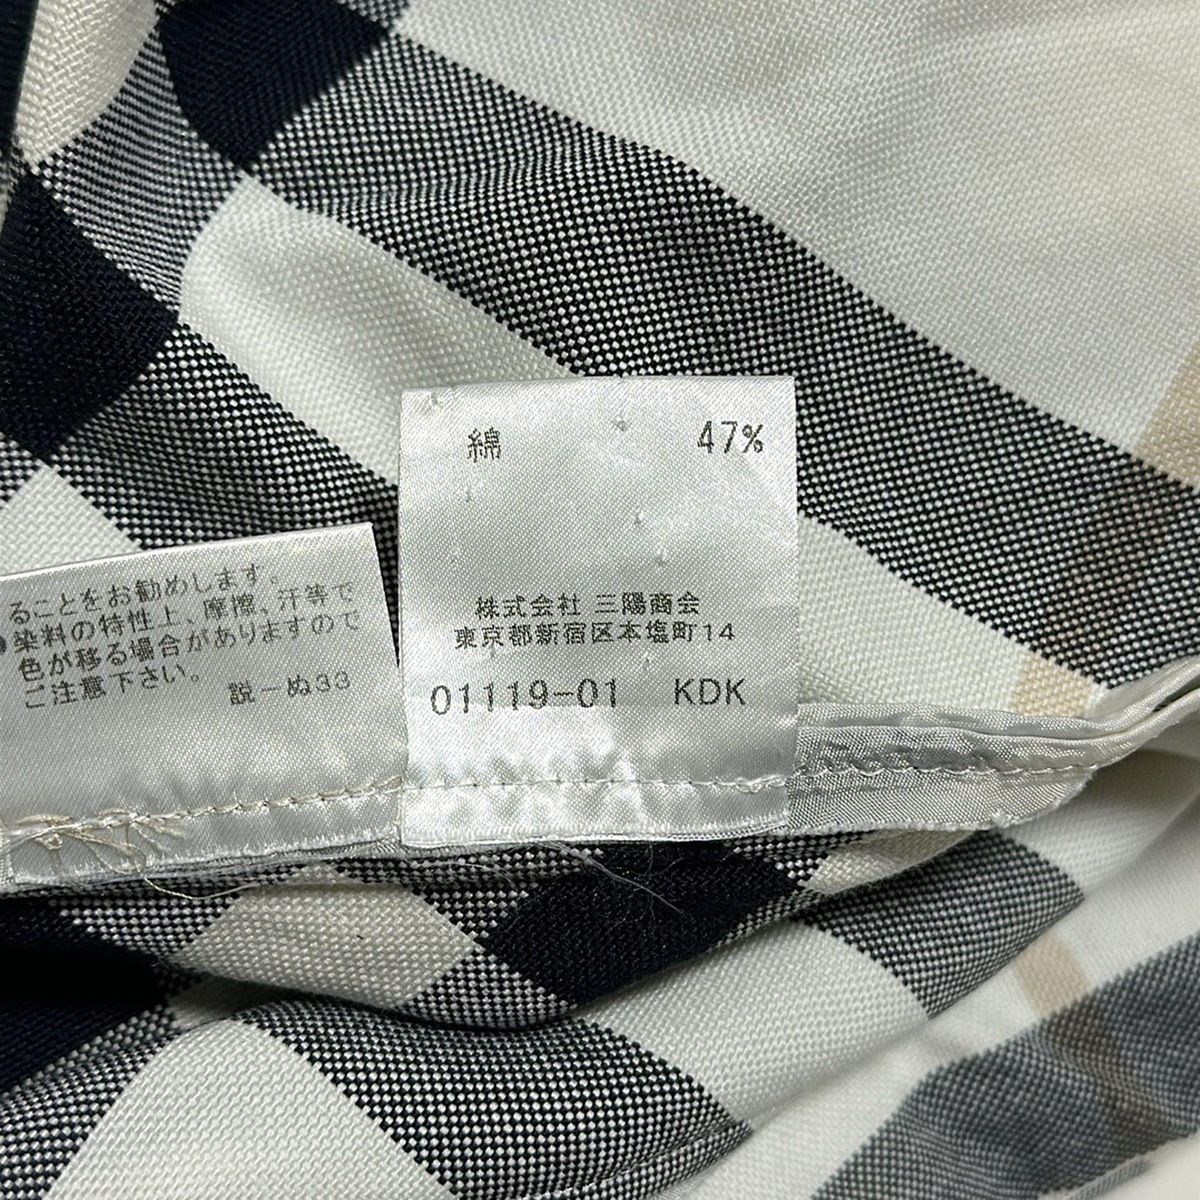 綿 47%
株式会社 三陽商会
東京都新宿区本塩町14
01119-01 KDK
ることをお勧めします。
染料の特性上、摩擦、汗等で
色が移る場合がありますので
ご注意下さい。
説ーぬ33